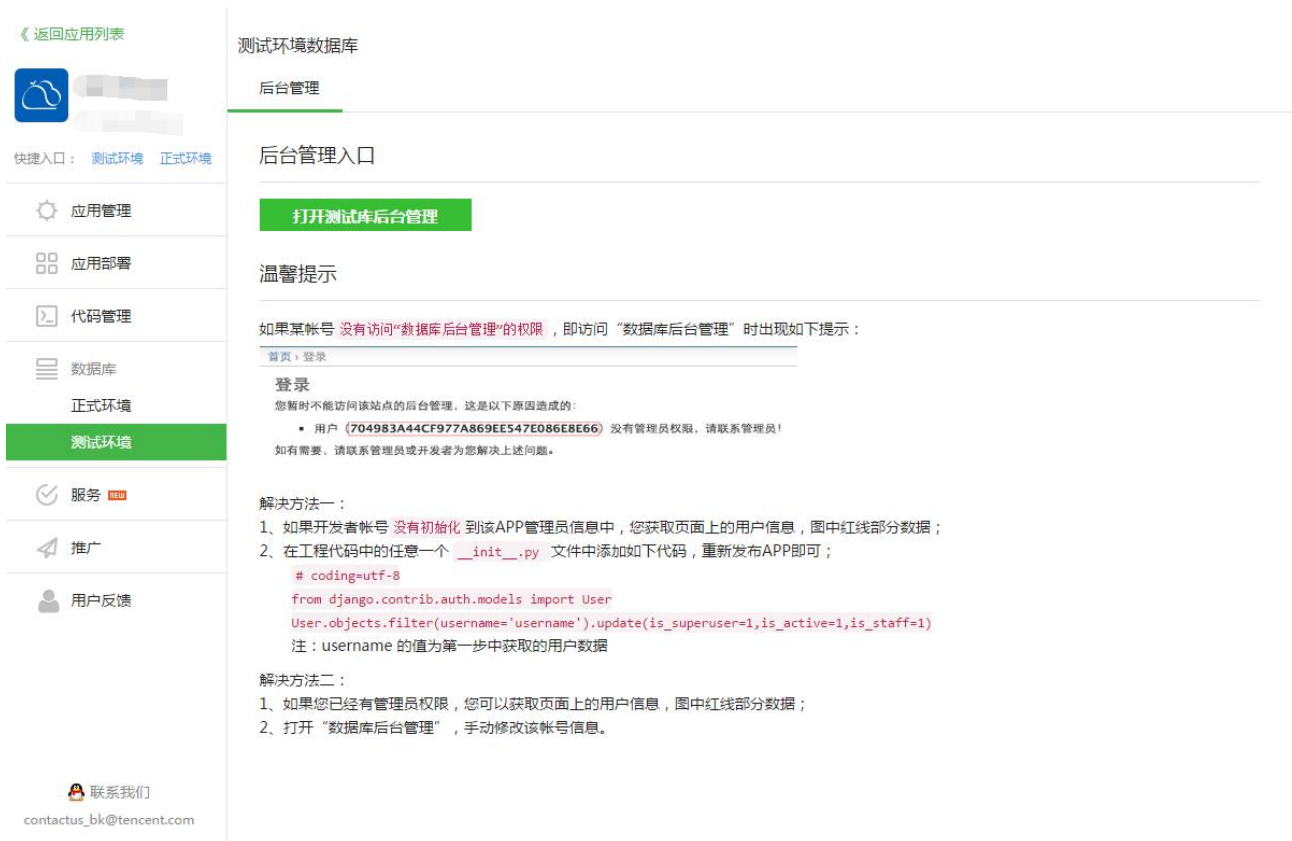 《 返回应用列表
快捷入口： 测试环境 正式环境
应用管理
应用部署
代码管理
数据库
正式环境
测试环境
服务 NEW
推广
用户反馈
联系我们
contactus_bk@tencent.com
测试环境数据库
后台管理
后台管理入口
打开测试库后台管理
温馨提示
如果某帐号 没有访问“数据库后台管理”的权限 ，即访问“数据库后台管理”时出现如下提示：
首页 › 登录
登录
您暂时不能访问该站点的后台管理，这是以下原因造成的:
▪ 用户（704983A44CF977A869EE547E086E8E66）没有管理员权限，请联系管理员!
如有需要，请联系管理员或开发者为您解决上述问题。
解决方法一：
1、如果开发者帐号 没有初始化 到该APP管理员信息中，您获取页面上的用户信息，图中红线部分数据；
2、在工程代码中的任意一个 __init__.py 文件中添加如下代码，重新发布APP即可；
# coding=utf-8
from django.contrib.auth.models import User
User.objects.filter(username='username').update(is_superuser=1,is_active=1,is_staff=1)
注：username 的值为第一步中获取的用户数据
解决方法二：
1、如果您已经有管理员权限，您可以获取页面上的用户信息，图中红线部分数据；
2、打开“数据库后台管理”，手动修改该帐号信息。